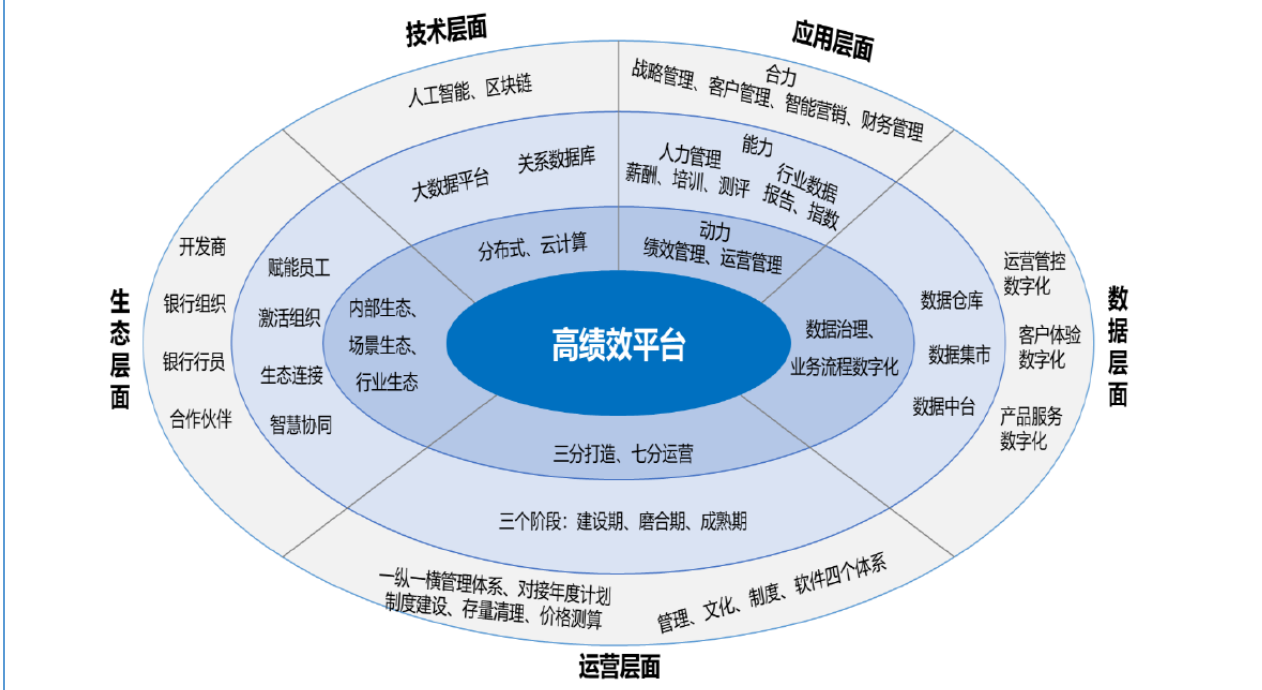 技术层面
应用层面
人工智能、区块链
合力
战略管理、客户管理、智能营销、财务管理
大数据平台
关系数据库
能力
人力管理
薪酬、培训、测评
行业数据
报告、指数
分布式、云计算
动力
绩效管理、运营管理
生态层面
开发商
银行组织
银行行员
合作伙伴
赋能员工
激活组织
生态连接
智慧协同
内部生态、
场景生态、
行业生态
高绩效平台
数据治理、
业务流程数字化
数据仓库
数据集市
数据中台
运营管控
数字化
客户体验
数字化
产品服务
数字化
数据层面
三分打造、七分运营
三个阶段：建设期、磨合期、成熟期
一纵一横管理体系、对接年度计划
制度建设、存量清理、价格测算
管理、文化、制度、软件四个体系
运营层面